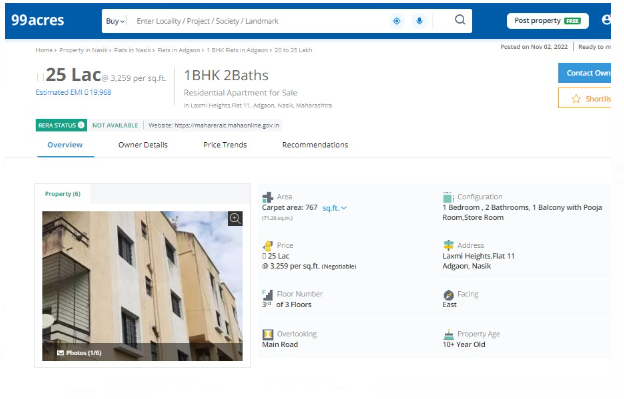 99acres
Buy
Enter Locality / Project / Society / Landmark
Post property FREE
Home > Property in Nasik > Flats in Nasik > Flats in Adgaon > 1 BHK Flats in Adgaon > 20 to 25 Lakh
Posted on Nov 02, 2022 | Ready to m
25 Lac @ 3,259 per sq.ft.
Estimated EMI 19,968
1BHK 2Baths
Residential Apartment for Sale
in Laxmi Heights,Flat 11, Adgaon, Nasik, Maharashtra
Contact Own
Shortlis
RERA STATUS NOT AVAILABLE Website: https://maharerait.mahaonline.gov.in
Overview Owner Details Price Trends Recommendations
Property (6)
Photos (1/6)
Area
Carpet area: 767 sq.ft.
(71.26 sq.m.)
Configuration
1 Bedroom , 2 Bathrooms, 1 Balcony with Pooja
Room,Store Room
Price
25 Lac
@ 3,259 per sq.ft. (Negotiable)
Address
Laxmi Heights,Flat 11
Adgaon, Nasik
Floor Number
3rd of 3 Floors
Facing
East
Overlooking
Main Road
Property Age
10+ Year Old